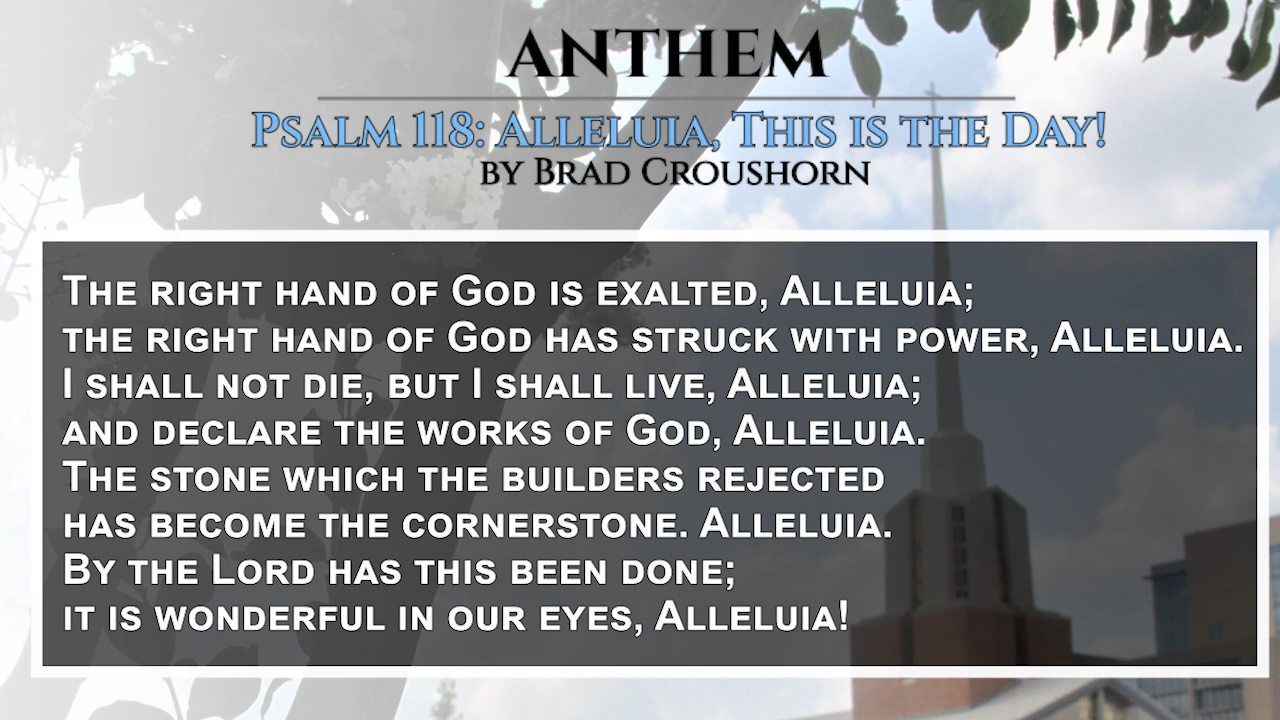 ANTHEM
Psalm 118: Alleluia, This is the Day!
by Brad Croushorn
The right hand of God is exalted, Alleluia;
the right hand of God has struck with power, Alleluia.
I shall not die, but I shall live, Alleluia;
and declare the works of God, Alleluia.
The stone which the builders rejected
has become the cornerstone. Alleluia.
By the Lord has this been done;
it is wonderful in our eyes, Alleluia!